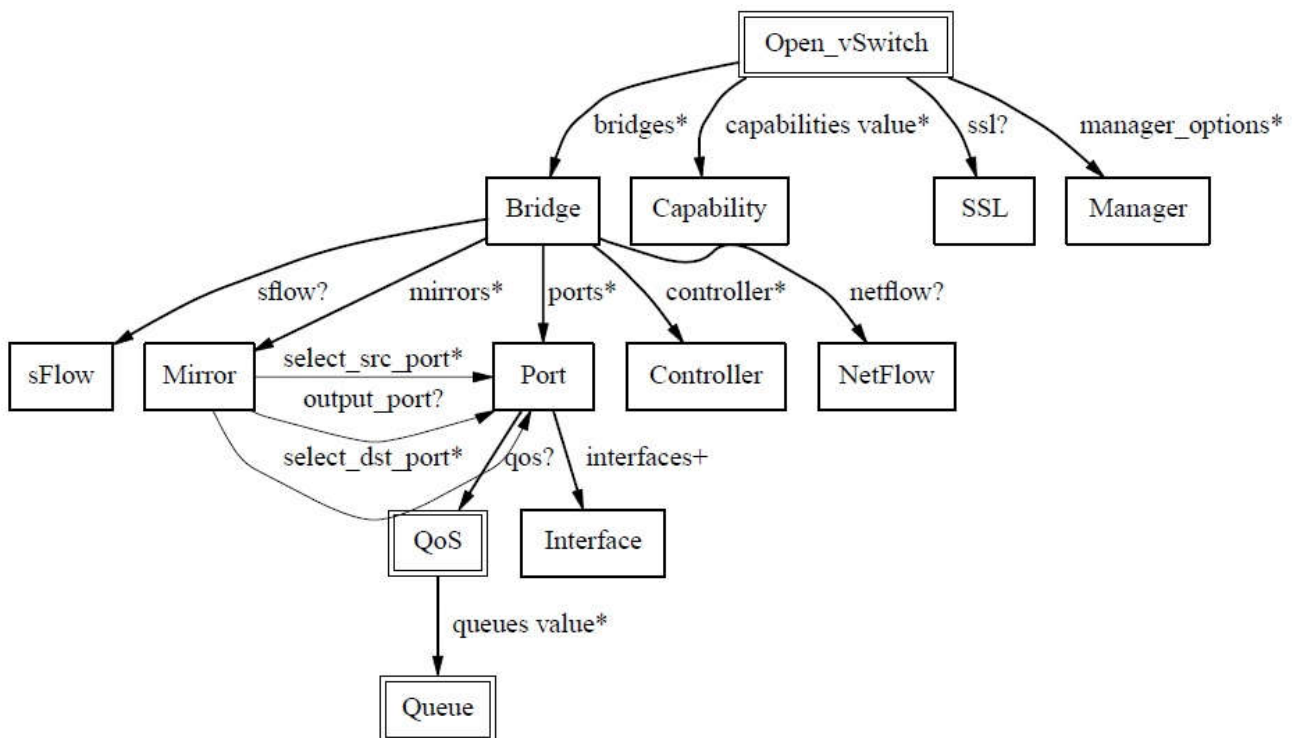 Open_vSwitch
bridges*
capabilities value*
ssl?
manager_options*
Bridge
Capability
SSL
Manager
sflow?
mirrors*
ports*
controller*
netflow?
sFlow
Mirror
select_src_port*
Port
Controller
NetFlow
output_port?
select_dst_port*
qos?
interfaces+
QoS
Interface
queues value*
Queue